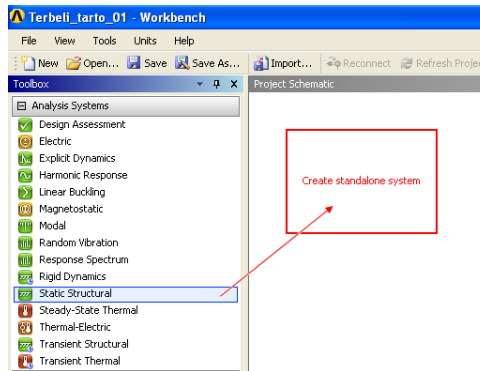 Terbeli_tarto_01 - Workbench
File View Tools Units Help
New Open... Save Save As... Import... Reconnect Refresh Proje
Toolbox Project Schematic
Analysis Systems
Design Assessment
Electric
Explicit Dynamics
Harmonic Response
Create standalone system
Linear Buckling
Magnetostatic
Modal
Random Vibration
Response Spectrum
Rigid Dynamics
Static Structural
Steady-State Thermal
Thermal-Electric
Transient Structural
Transient Thermal